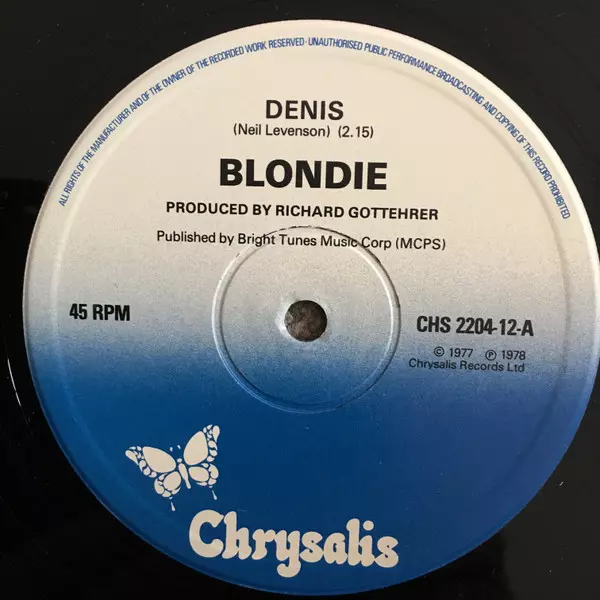 ALL RIGHTS OF THE MANUFACTURER AND OF THE OWNER OF THE RECORDED WORK RESERVED · UNAUTHORISED PUBLIC PERFORMANCE BROADCASTING AND COPYING OF THIS RECORD PROHIBITED
DENIS
(Neil Levenson) (2.15)
BLONDIE
PRODUCED BY RICHARD GOTTEHRER
Published by Bright Tunes Music Corp (MCPS)
45 RPM
CHS 2204-12-A
© 1977 ℗ 1978
Chrysalis Records Ltd
Chrysalis